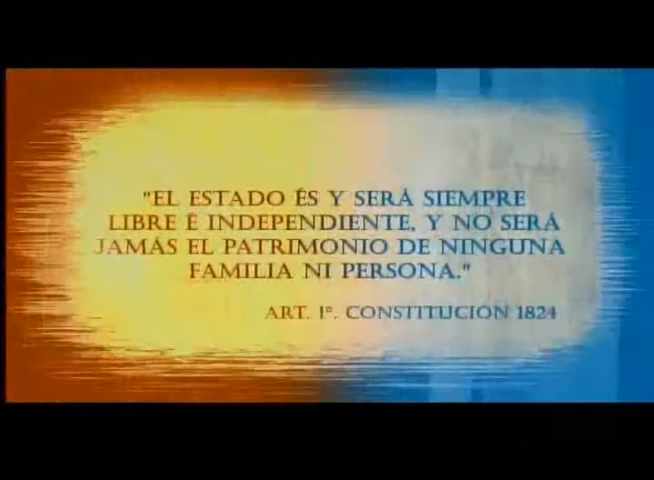 "EL ESTADO ÉS Y SERÁ SIEMPRE
LIBRE É INDEPENDIENTE, Y NO SERÁ
JAMÁS EL PATRIMONIO DE NINGUNA
FAMILIA NI PERSONA."
ART. 1°. CONSTITUCIÓN 1824